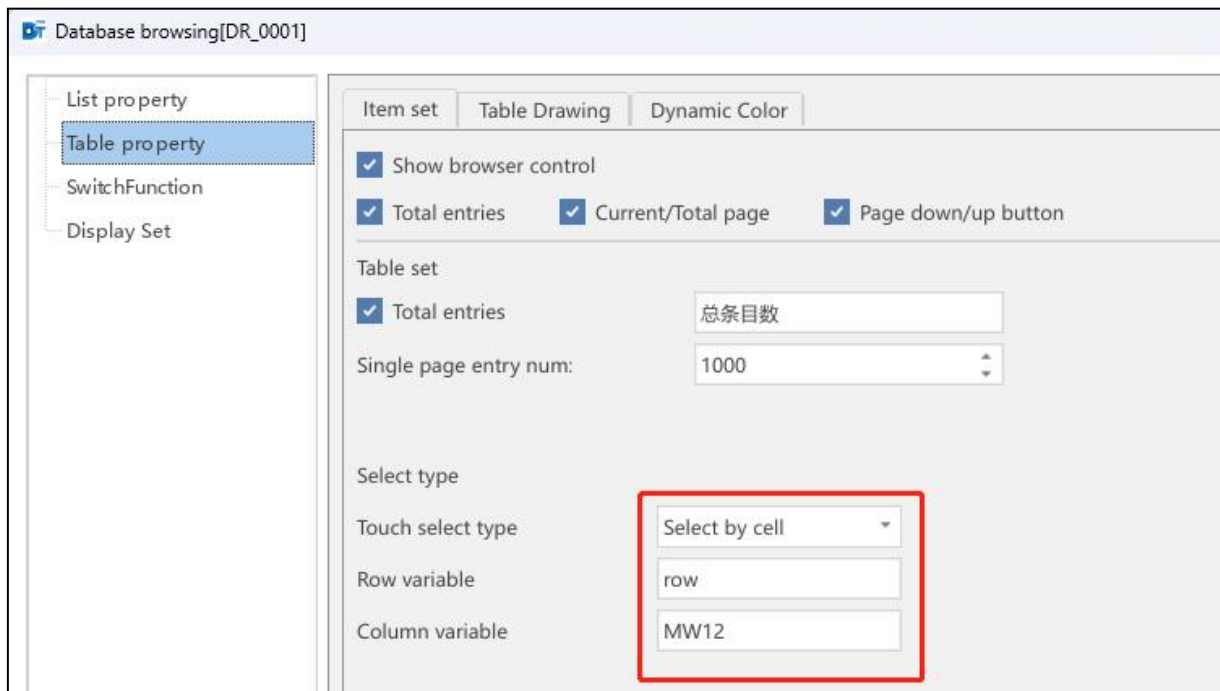 Database browsing[DR_0001]
List property
Table property
SwitchFunction
Display Set
Item set
Table Drawing
Dynamic Color
Show browser control
Total entries
Current/Total page
Page down/up button
Table set
Total entries
总条目数
Single page entry num:
1000
Select type
Touch select type
Select by cell
Row variable
row
Column variable
MW12